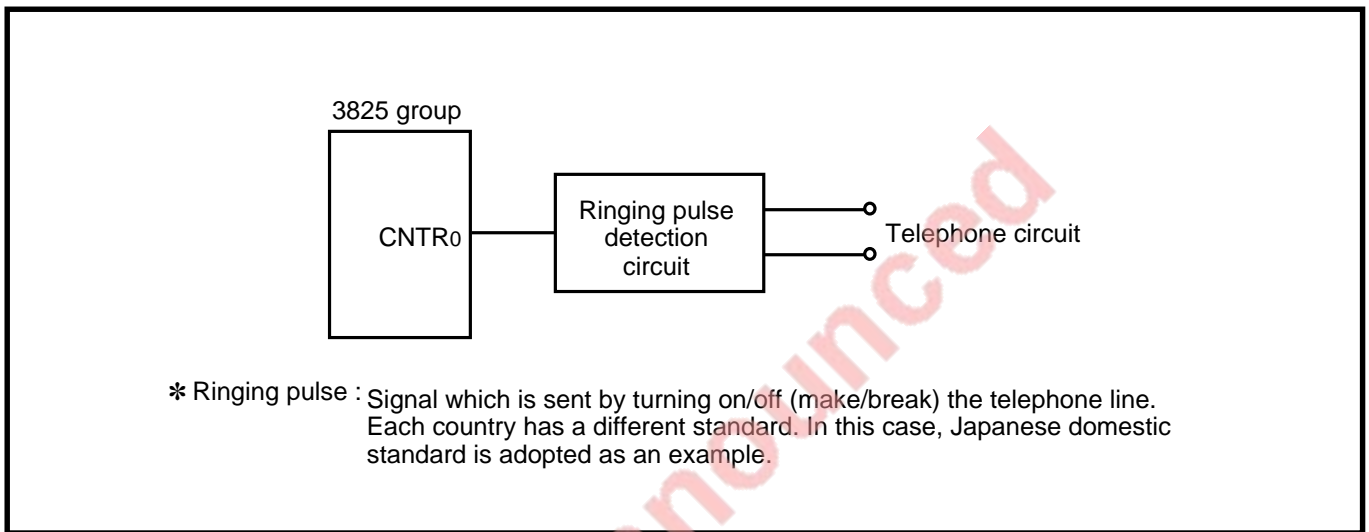 3825 group
CNTR0
Ringing pulse
detection
circuit
Telephone circuit
✽ Ringing pulse : Signal which is sent by turning on/off (make/break) the telephone line.
Each country has a different standard. In this case, Japanese domestic
standard is adopted as an example.
nounced